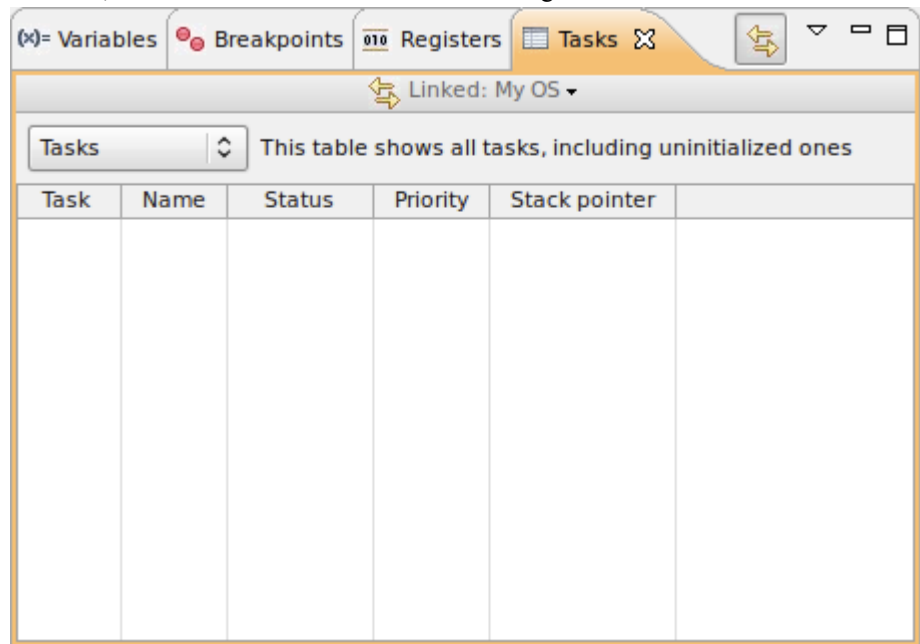 (x)= Variables Breakpoints 010 Registers Tasks
Linked: My OS
Tasks This table shows all tasks, including uninitialized ones
Task Name Status Priority Stack pointer